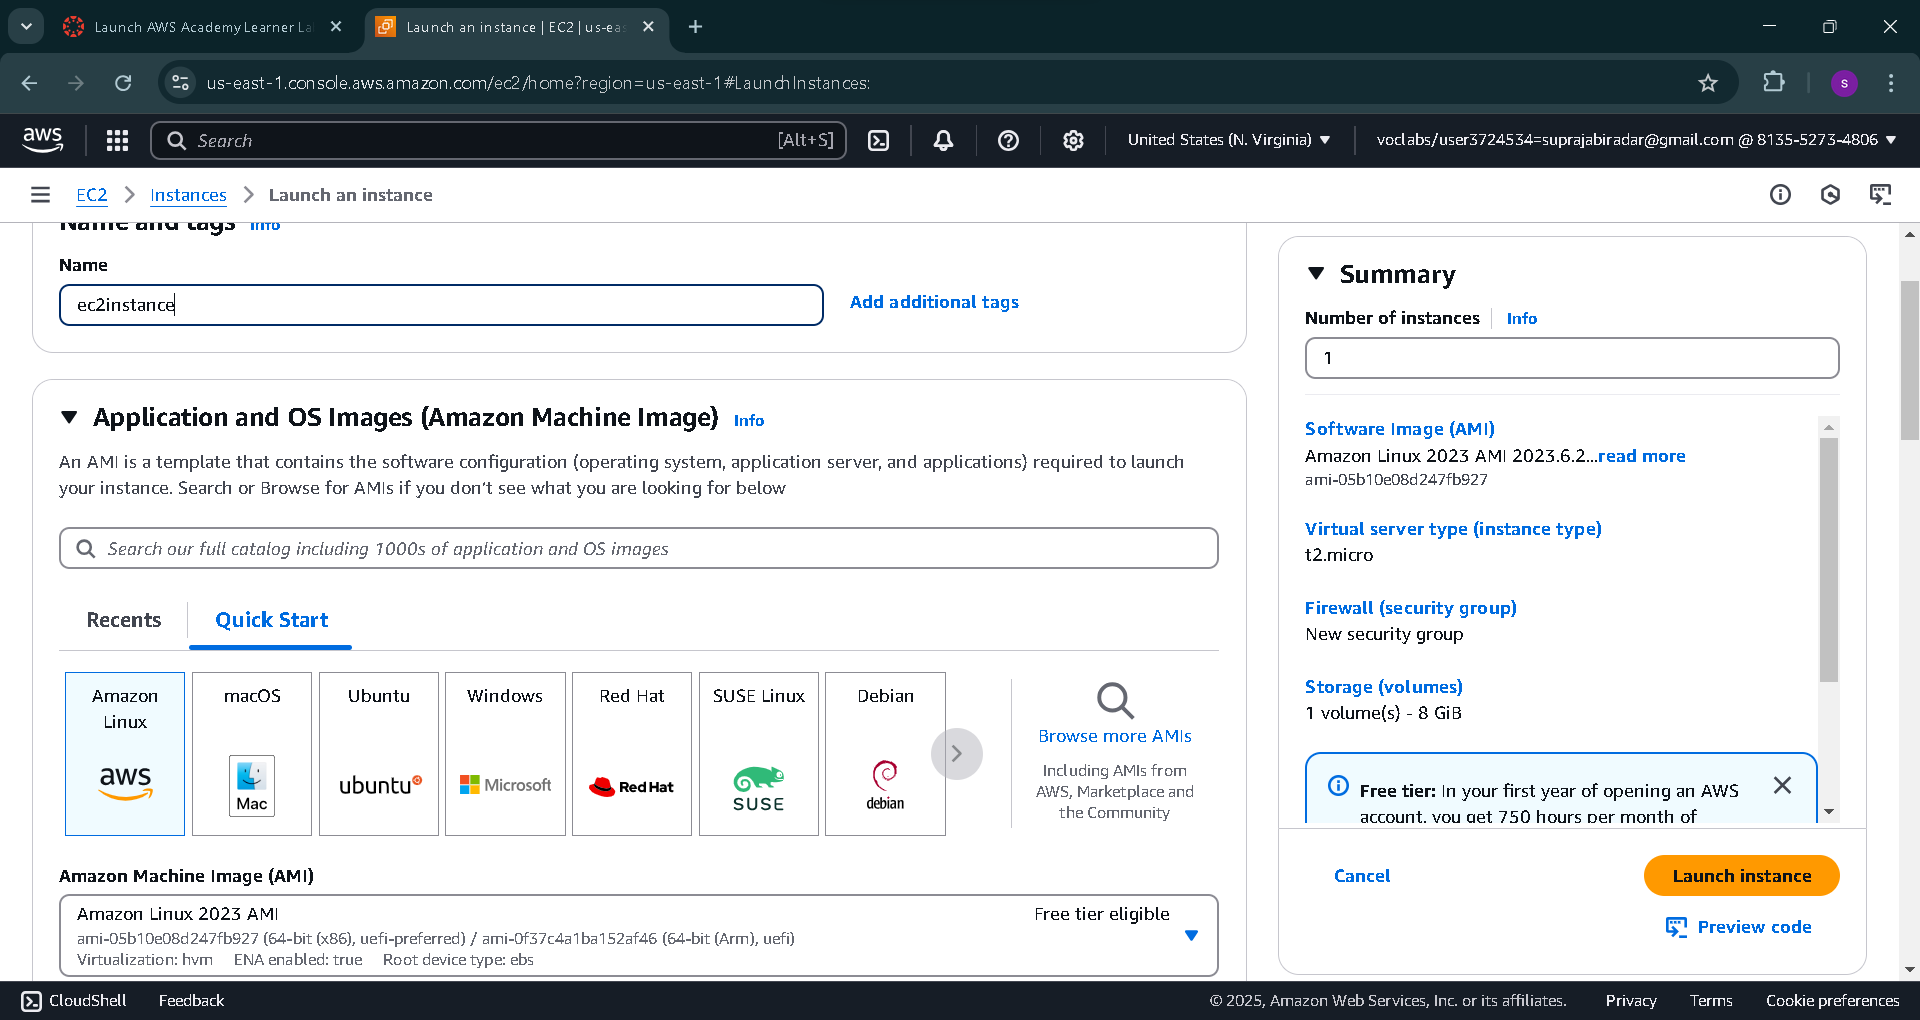 Launch AWS Academy Learner La
Launch an instance | EC2 | us-eas
us-east-1.console.aws.amazon.com/ec2/home?region=us-east-1#LaunchInstances:
s
aws
Search
[Alt+S]
United States (N. Virginia)
voclabs/user3724534=suprajabiradar@gmail.com @ 8135-5273-4806
EC2
Instances
Launch an instance
Name and tags Info
Name
ec2instance
Add additional tags
Application and OS Images (Amazon Machine Image) Info
An AMI is a template that contains the software configuration (operating system, application server, and applications) required to launch
your instance. Search or Browse for AMIs if you don't see what you are looking for below
Search our full catalog including 1000s of application and OS images
Recents
Quick Start
Amazon
Linux
aws
macOS
Mac
Ubuntu
ubuntu
Windows
Microsoft
Red Hat
Red Hat
SUSE Linux
SUSE
Debian
debian
Browse more AMIs
Including AMIs from
AWS, Marketplace and
the Community
Amazon Machine Image (AMI)
Amazon Linux 2023 AMI
Free tier eligible
ami-05b10e08d247fb927 (64-bit (x86), uefi-preferred) / ami-0f37c4a1ba152af46 (64-bit (Arm), uefi)
Virtualization: hvm ENA enabled: true Root device type: ebs
Summary
Number of instances Info
1
Software Image (AMI)
Amazon Linux 2023 AMI 2023.6.2...read more
ami-05b10e08d247fb927
Virtual server type (instance type)
t2.micro
Firewall (security group)
New security group
Storage (volumes)
1 volume(s) - 8 GiB
Free tier: In your first year of opening an AWS
account, you get 750 hours per month of
Cancel
Launch instance
Preview code
CloudShell
Feedback
© 2025, Amazon Web Services, Inc. or its affiliates.
Privacy
Terms
Cookie preferences